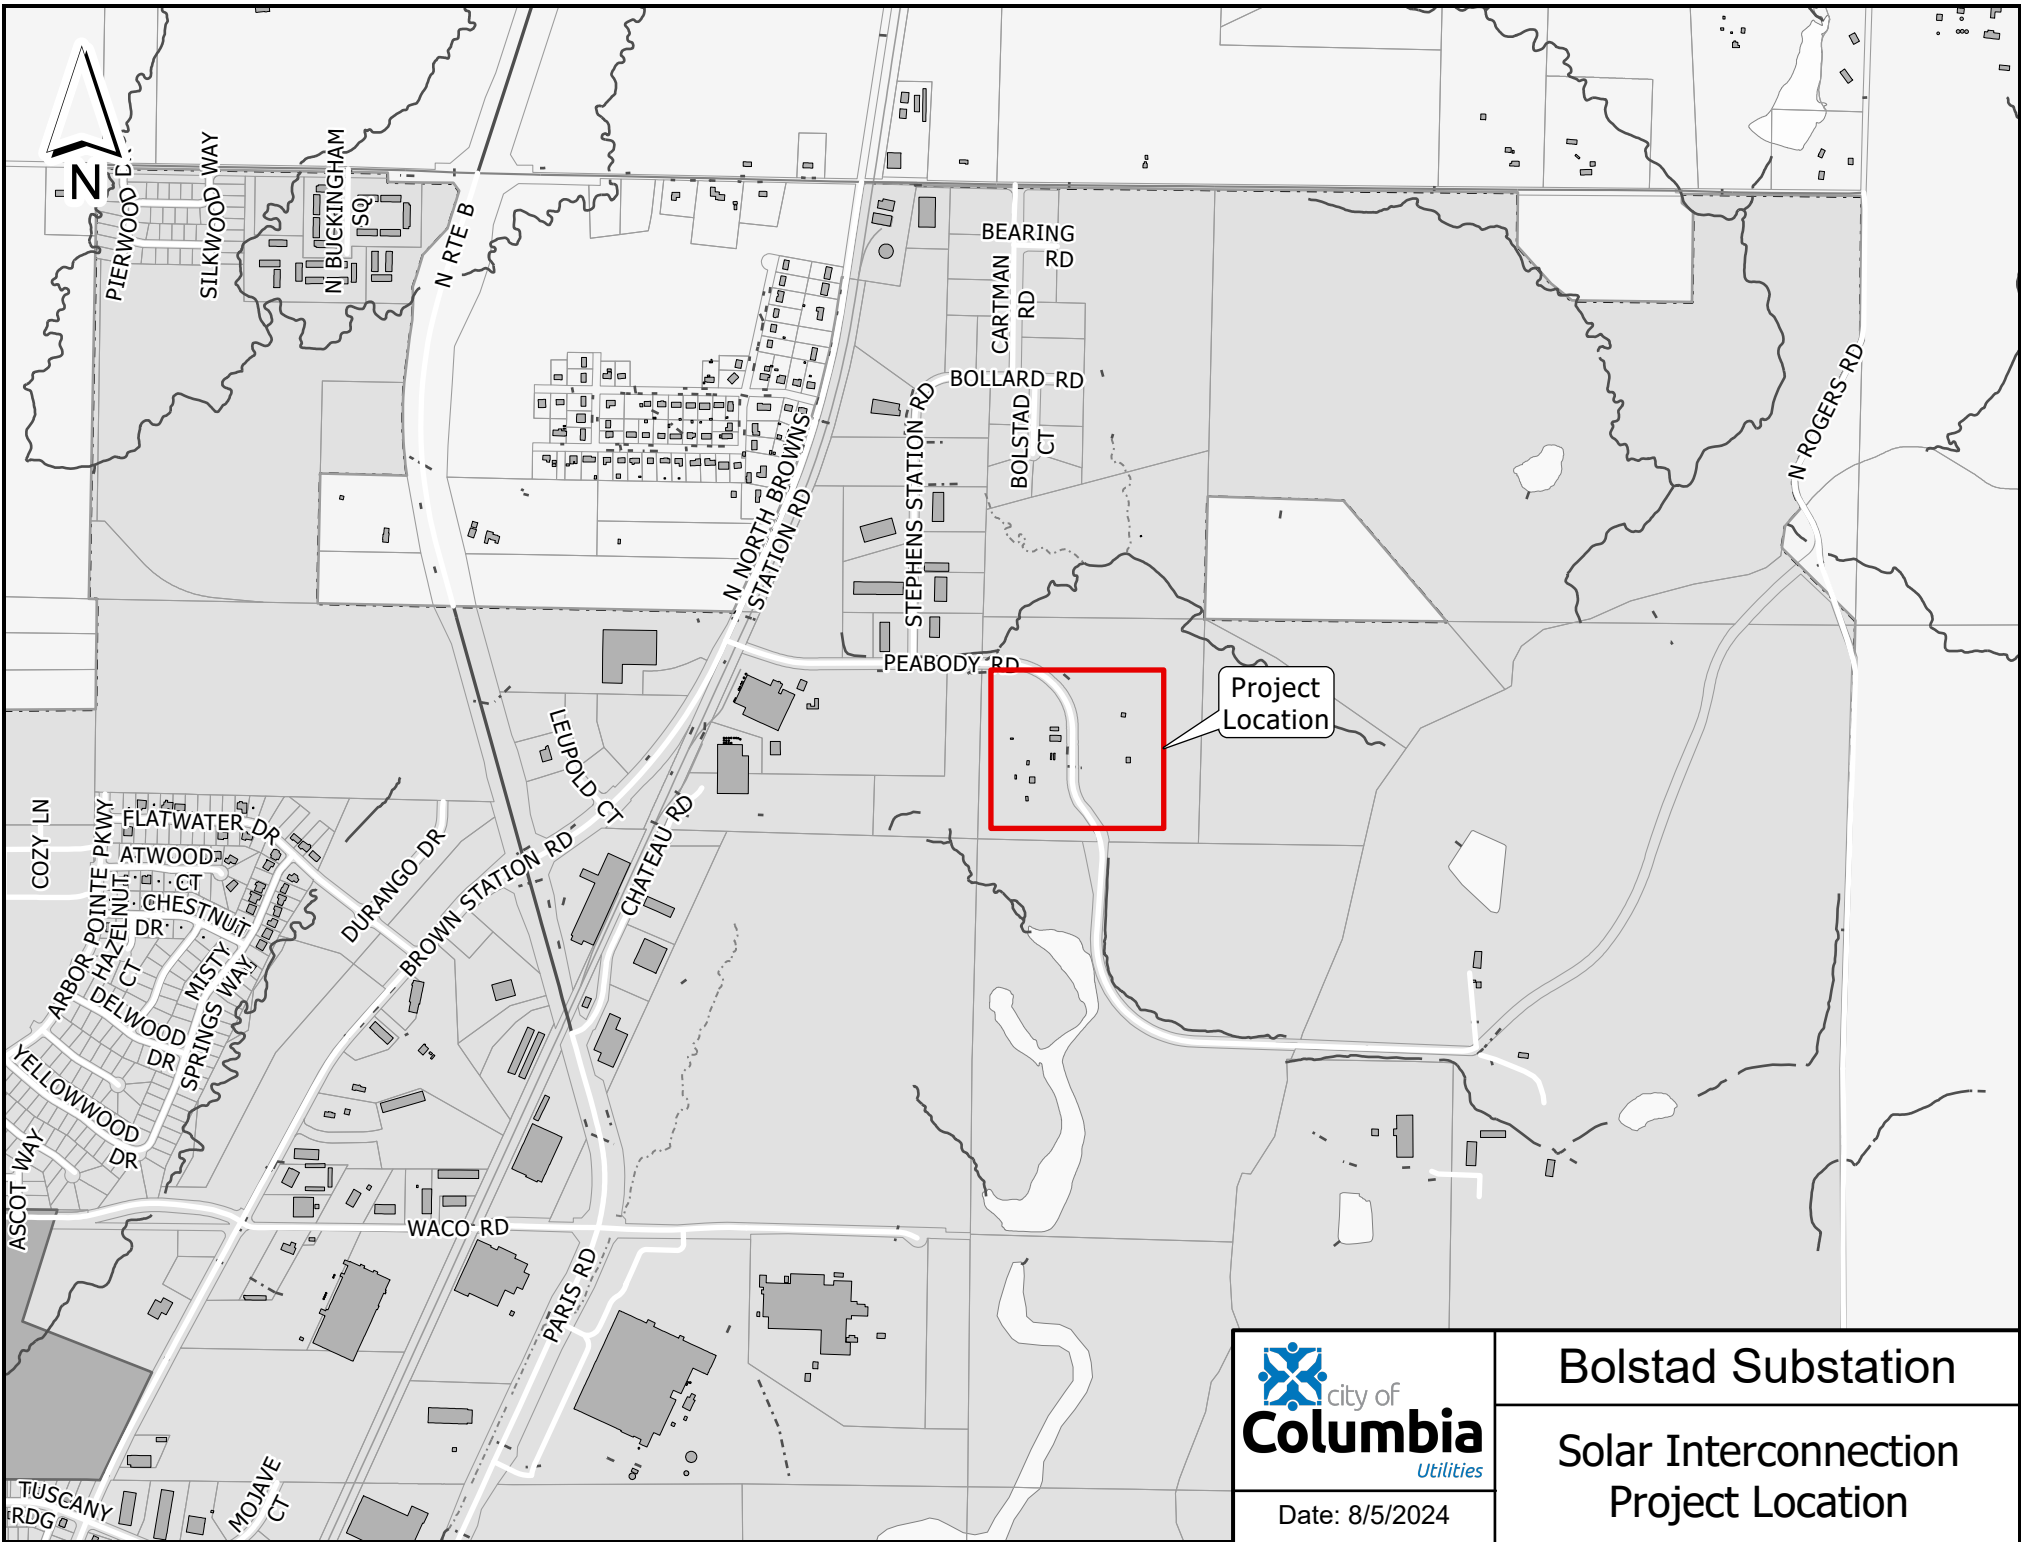 N
PIERWOOD DR
SILKWOOD WAY
N BUCKINGHAM
SQ
N RTE B
BEARING
RD
CARTMAN
RD
BOLLARD RD
BOLSTAD
CT
STEPHENS STATION RD
N NORTH BROWNS
STATION RD
N ROGERS RD
PEABODY RD
Project
Location
LEUPOLD CT
CHATEAU RD
COZY LN
ARBOR POINTE PKWY
FLATWATER DR
ATWOOD
CT
HAZELNUT
CT
CHESTNUT
DR
DURANGO DR
BROWN STATION RD
MISTY
SPRINGS WAY
DELWOOD
DR
YELLOWWOOD
DR
ASCOT WAY
WACO RD
PARIS RD
TUSCANY
RDG
MOJAVE
CT
city of
Columbia
Utilities
Date: 8/5/2024
Bolstad Substation
Solar Interconnection
Project Location